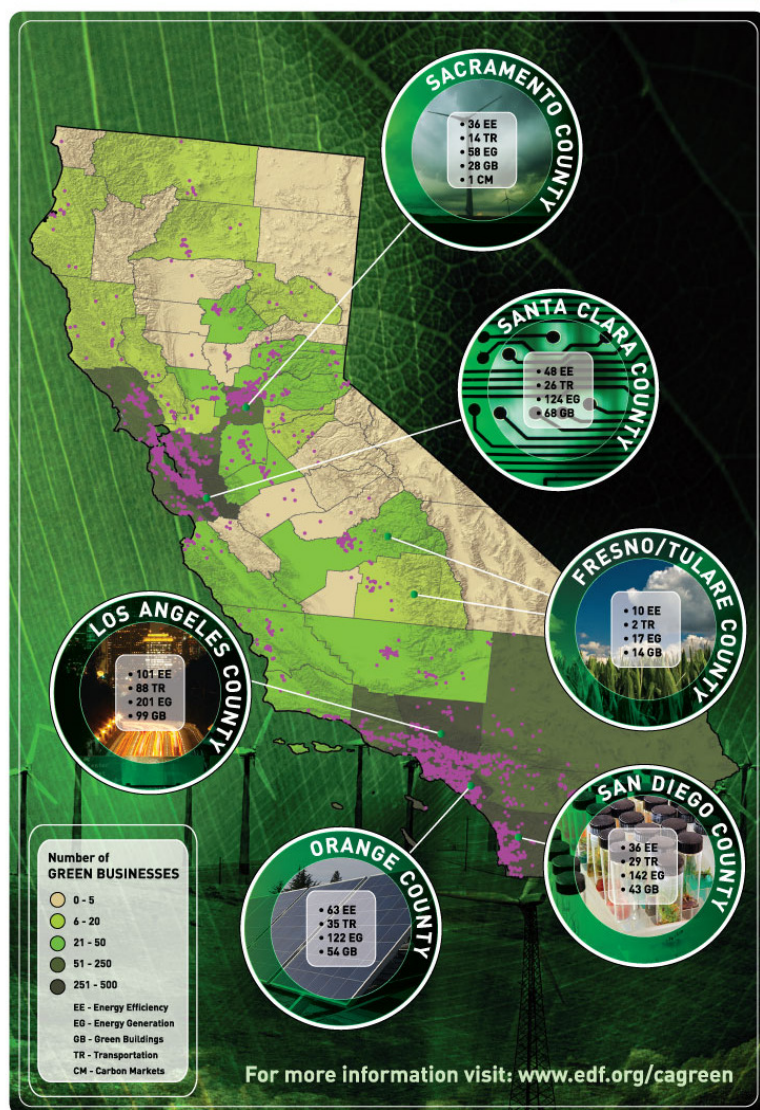 SACRAMENTO COUNTY
• 36 EE
• 14 TR
• 58 EG
• 28 GB
• 1 CM
SANTA CLARA COUNTY
• 48 EE
• 26 TR
• 124 EG
• 68 GB
FRESNO/TULARE COUNTY
• 10 EE
• 2 TR
• 17 EG
• 14 GB
LOS ANGELES COUNTY
• 101 EE
• 88 TR
• 201 EG
• 99 GB
SAN DIEGO COUNTY
• 36 EE
• 29 TR
• 142 EG
• 43 GB
ORANGE COUNTY
• 63 EE
• 35 TR
• 122 EG
• 54 GB
Number of
GREEN BUSINESSES
0 - 5
6 - 20
21 - 50
51 - 250
251 - 500
EE - Energy Efficiency
EG - Energy Generation
GB - Green Buildings
TR - Transportation
CM - Carbon Markets
For more information visit: www.edf.org/cagreen